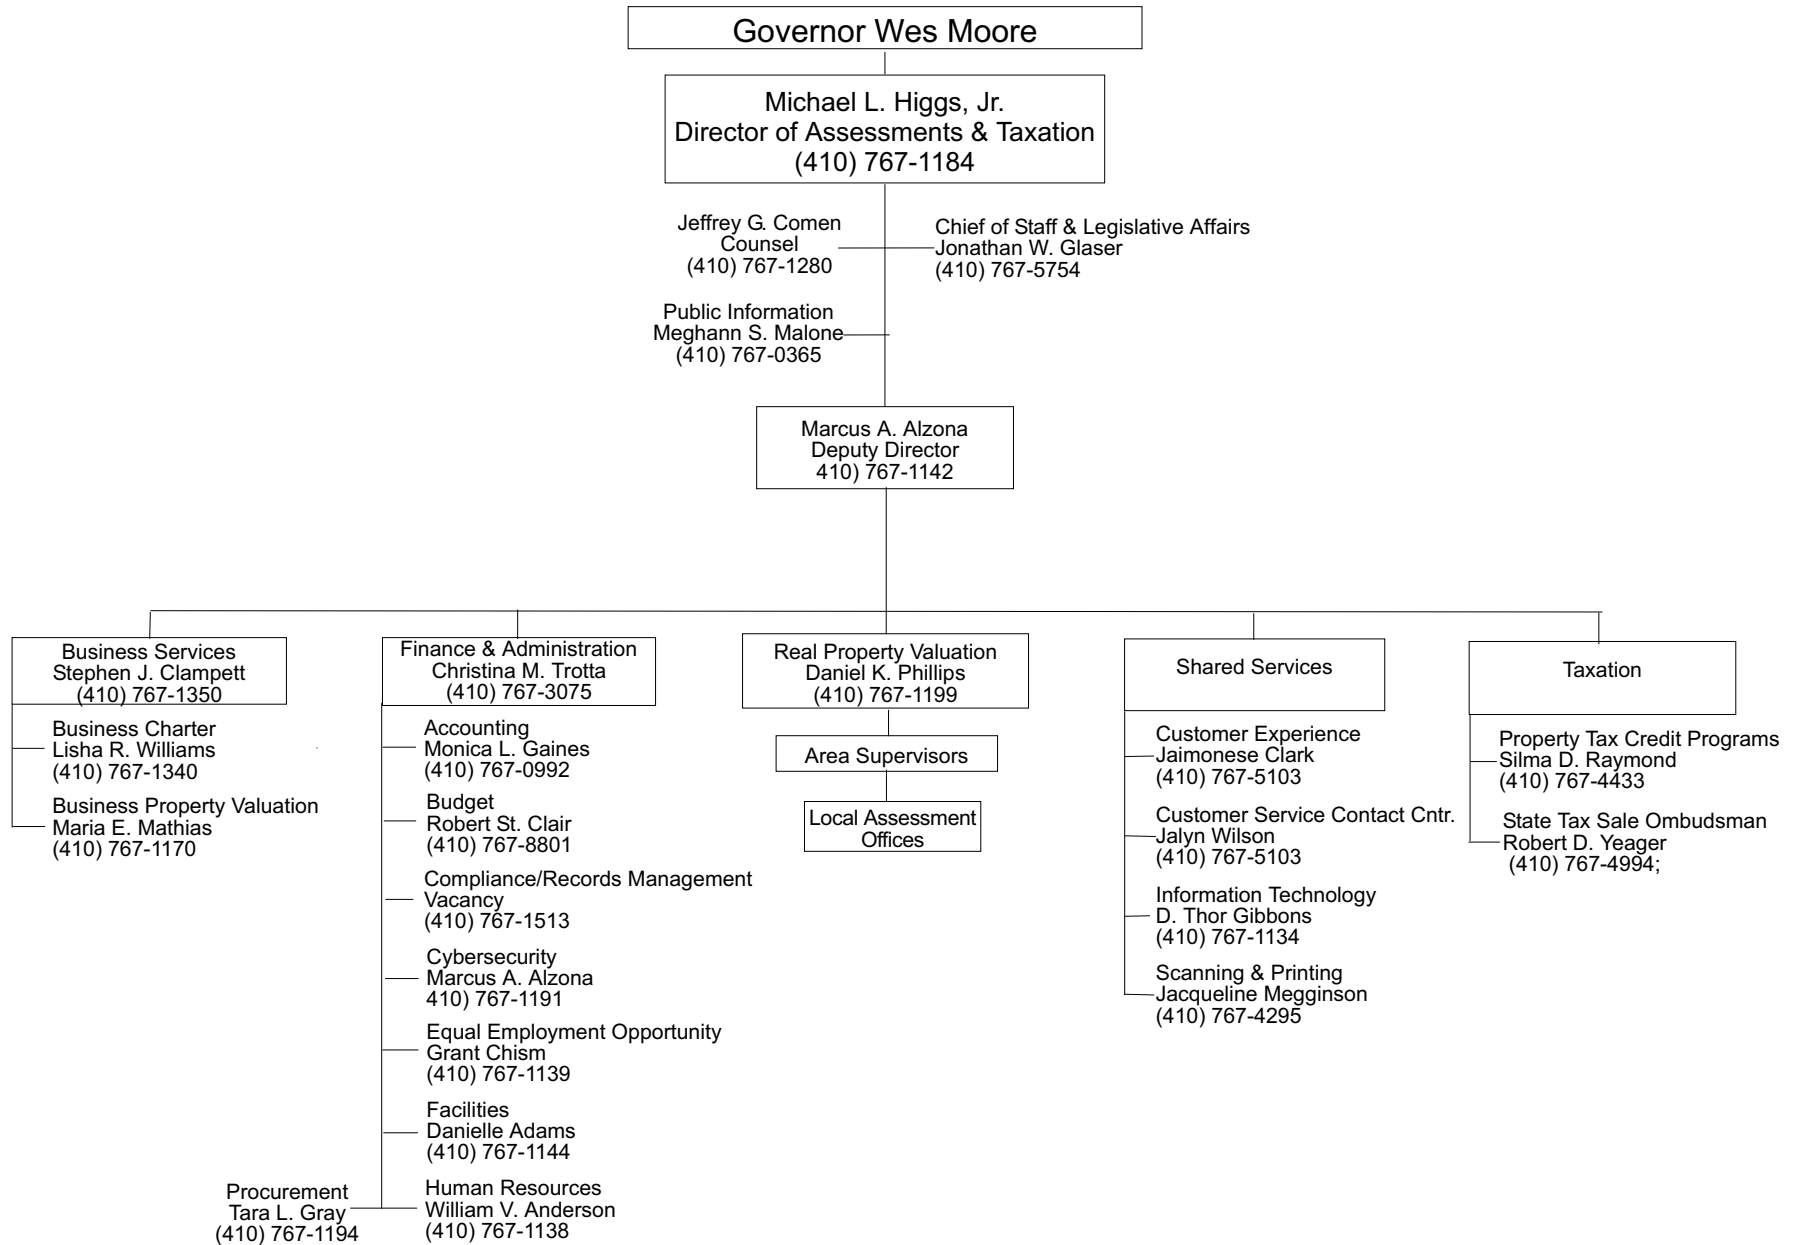 Governor Wes Moore
Michael L. Higgs, Jr.
Director of Assessments & Taxation
(410) 767-1184
Jeffrey G. Comen
Counsel
(410) 767-1280
Chief of Staff & Legislative Affairs
Jonathan W. Glaser
(410) 767-5754
Public Information
Meghann S. Malone
(410) 767-0365
Marcus A. Alzona
Deputy Director
410) 767-1142
Business Services
Stephen J. Clampett
(410) 767-1350
Business Charter
Lisha R. Williams
(410) 767-1340
Business Property Valuation
Maria E. Mathias
(410) 767-1170
Finance & Administration
Christina M. Trotta
(410) 767-3075
Accounting
Monica L. Gaines
(410) 767-0992
Budget
Robert St. Clair
(410) 767-8801
Compliance/Records Management
Vacancy
(410) 767-1513
Cybersecurity
Marcus A. Alzona
410) 767-1191
Equal Employment Opportunity
Grant Chism
(410) 767-1139
Facilities
Danielle Adams
(410) 767-1144
Procurement
Tara L. Gray
(410) 767-1194
Human Resources
William V. Anderson
(410) 767-1138
Real Property Valuation
Daniel K. Phillips
(410) 767-1199
Area Supervisors
Local Assessment
Offices
Shared Services
Customer Experience
Jaimonese Clark
(410) 767-5103
Customer Service Contact Cntr.
Jalyn Wilson
(410) 767-5103
Information Technology
D. Thor Gibbons
(410) 767-1134
Scanning & Printing
Jacqueline Megginson
(410) 767-4295
Taxation
Property Tax Credit Programs
Silma D. Raymond
(410) 767-4433
State Tax Sale Ombudsman
Robert D. Yeager
(410) 767-4994;